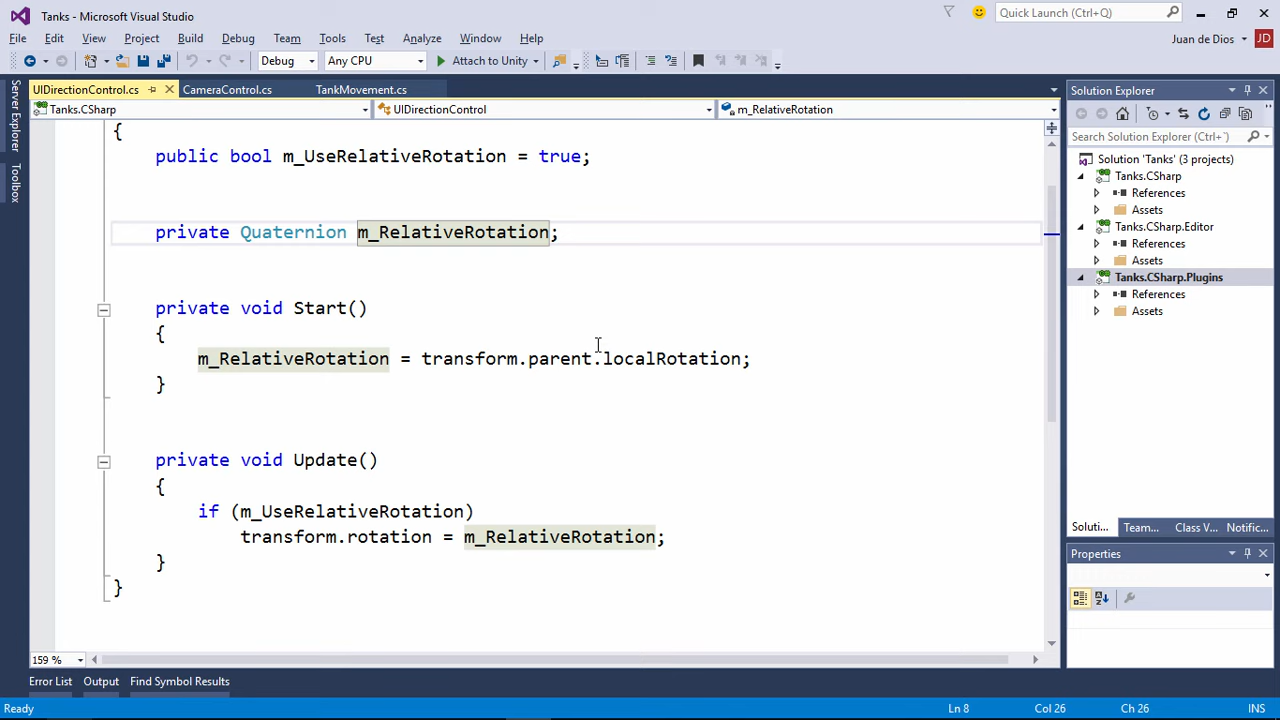 Tanks - Microsoft Visual Studio
Quick Launch (Ctrl+Q)
File Edit View Project Build Debug Team Tools Test Analyze Window Help
Juan de Dios JD
Debug Any CPU Attach to Unity
Server Explorer
Toolbox
UIDirectionControl.cs CameraControl.cs TankMovement.cs
Tanks.CSharp UIDirectionControl m_RelativeRotation
{
public bool m_UseRelativeRotation = true;
private Quaternion m_RelativeRotation;
private void Start()
{
m_RelativeRotation = transform.parent.localRotation;
}
private void Update()
{
if (m_UseRelativeRotation)
transform.rotation = m_RelativeRotation;
}
}
159 %
Solution Explorer
Search Solution Explorer (Ctrl+`)
Solution 'Tanks' (3 projects)
Tanks.CSharp
References
Assets
Tanks.CSharp.Editor
References
Assets
Tanks.CSharp.Plugins
References
Assets
Soluti... Team... Class V... Notific...
Properties
Error List Output Find Symbol Results
Ready Ln 8 Col 26 Ch 26 INS